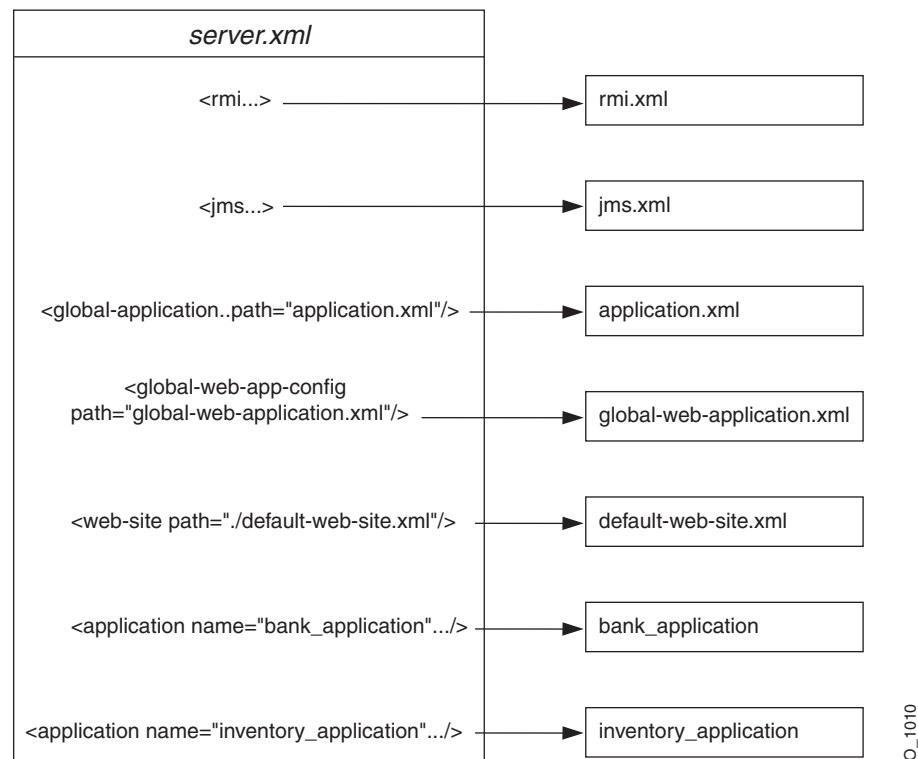 server.xml
<rmi...>
rmi.xml
<jms...>
jms.xml
<global-application..path="application.xml"/>
application.xml
<global-web-app-config
path="global-web-application.xml"/>
global-web-application.xml
<web-site path="./default-web-site.xml"/>
default-web-site.xml
<application name="bank_application".../>
bank_application
<application name="inventory_application".../>
inventory_application
O_1010